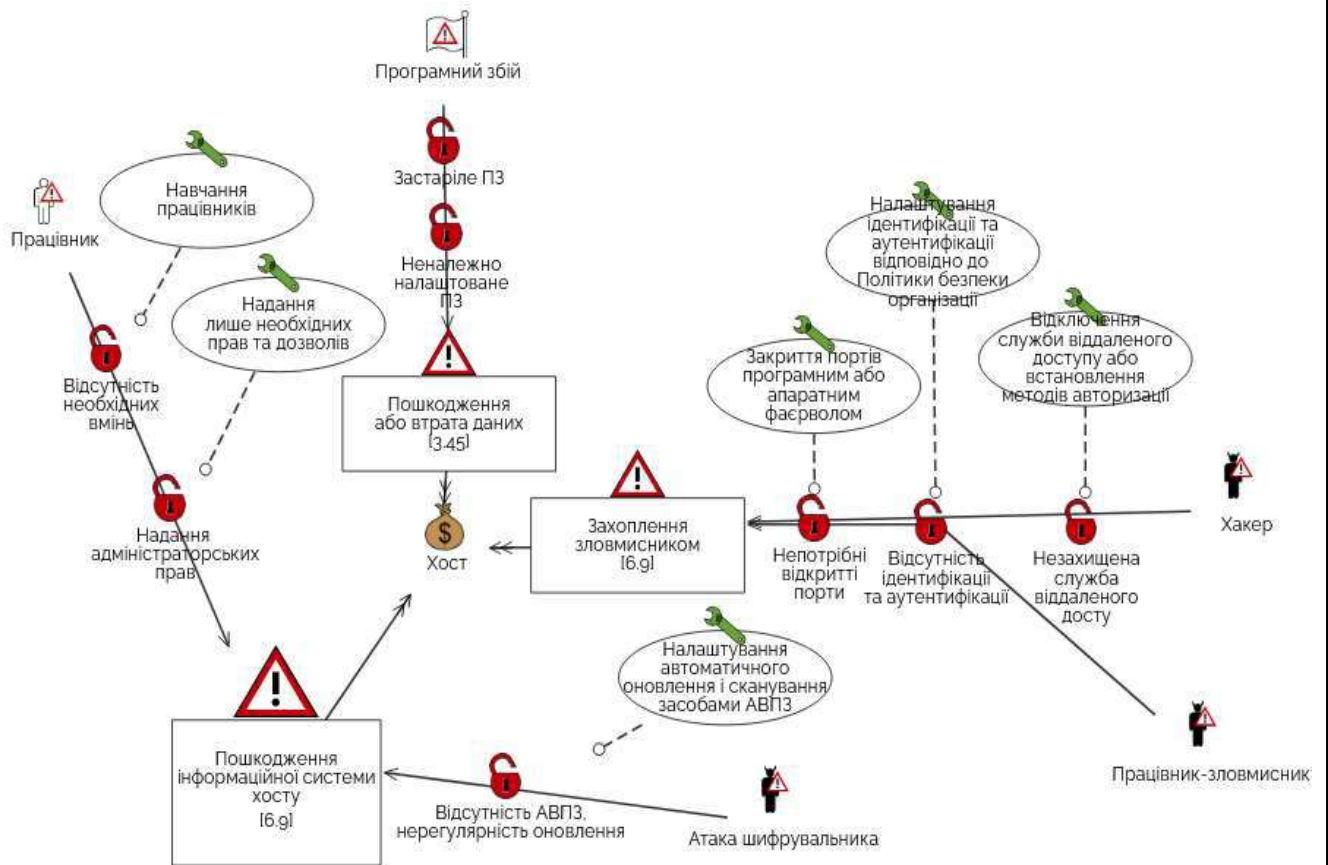 Програмний збій
Застаріле ПЗ
Неналежно
налаштоване
ПЗ
Навчання
працівників
Працівник
Надання
лише необхідних
прав та дозволів
Відсутність
необхідних
вмінь
Надання
адміністраторських
прав
Пошкодження
або втрата даних
[3.45]
Хост
Налаштування
ідентифікації та
аутентифікації
відповідно до
Політики безпеки
організації
Закриття портів
програмним або
апаратним
фаєрволом
Відключення
служби віддаленого
доступу або
встановлення
методів авторизації
Захоплення
зловмисником
[6.9]
Непотрібні
відкритті
порти
Відсутність
ідентифікації
та аутентифікації
Незахищена
служба
віддаленого
досту
Хакер
Налаштування
автоматичного
оновлення і сканування
засобами АВПЗ
Працівник-зловмисник
Пошкодження
інформаційної системи
хосту
[6.9]
Відсутність АВПЗ,
нерегулярність оновлення
Атака шифрувальника